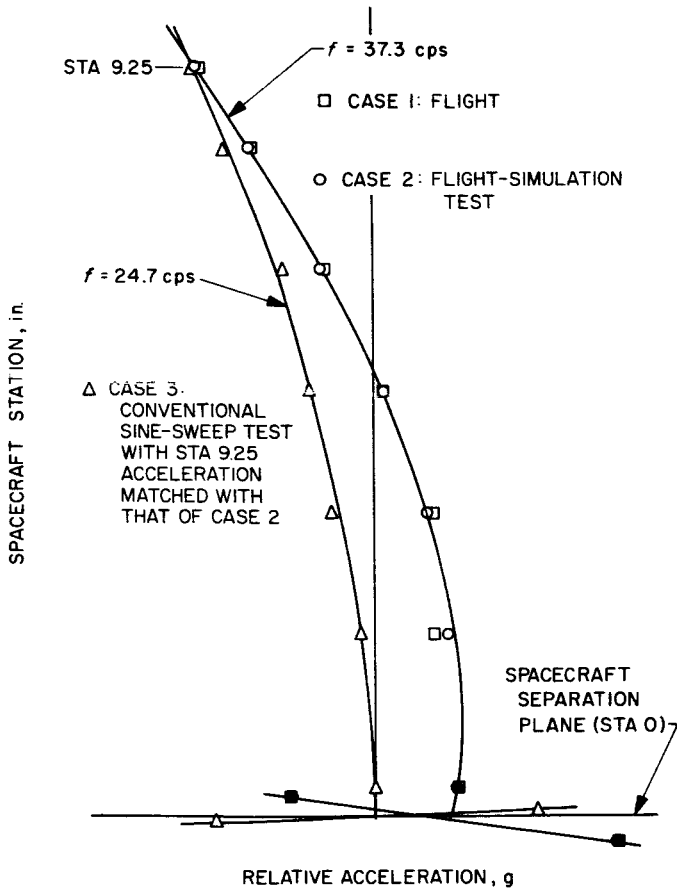 f = 37.3 cps
STA 9.25
CASE 1: FLIGHT
CASE 2: FLIGHT-SIMULATION
TEST
f = 24.7 cps
CASE 3:
CONVENTIONAL
SINE-SWEEP TEST
WITH STA 9.25
ACCELERATION
MATCHED WITH
THAT OF CASE 2
SPACECRAFT STATION, in.
SPACECRAFT
SEPARATION
PLANE (STA 0)
RELATIVE ACCELERATION, g